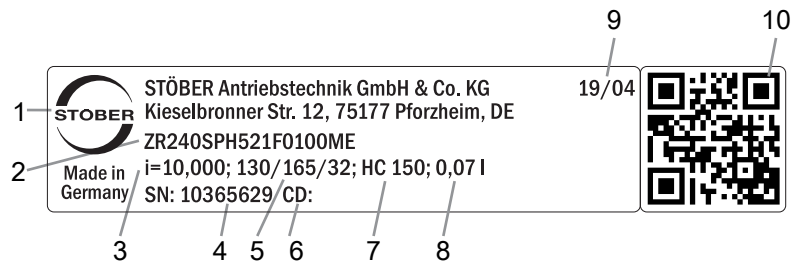 9
10
STÖBER Antriebstechnik GmbH & Co. KG 19/04
1 STÖBER Kieselbronner Str. 12, 75177 Pforzheim, DE
2 ZR240SPH521F0100ME
Made in Germany
i=10,000; 130/165/32; HC 150; 0,07 l
SN: 10365629 CD:
3 4 5 6 7 8